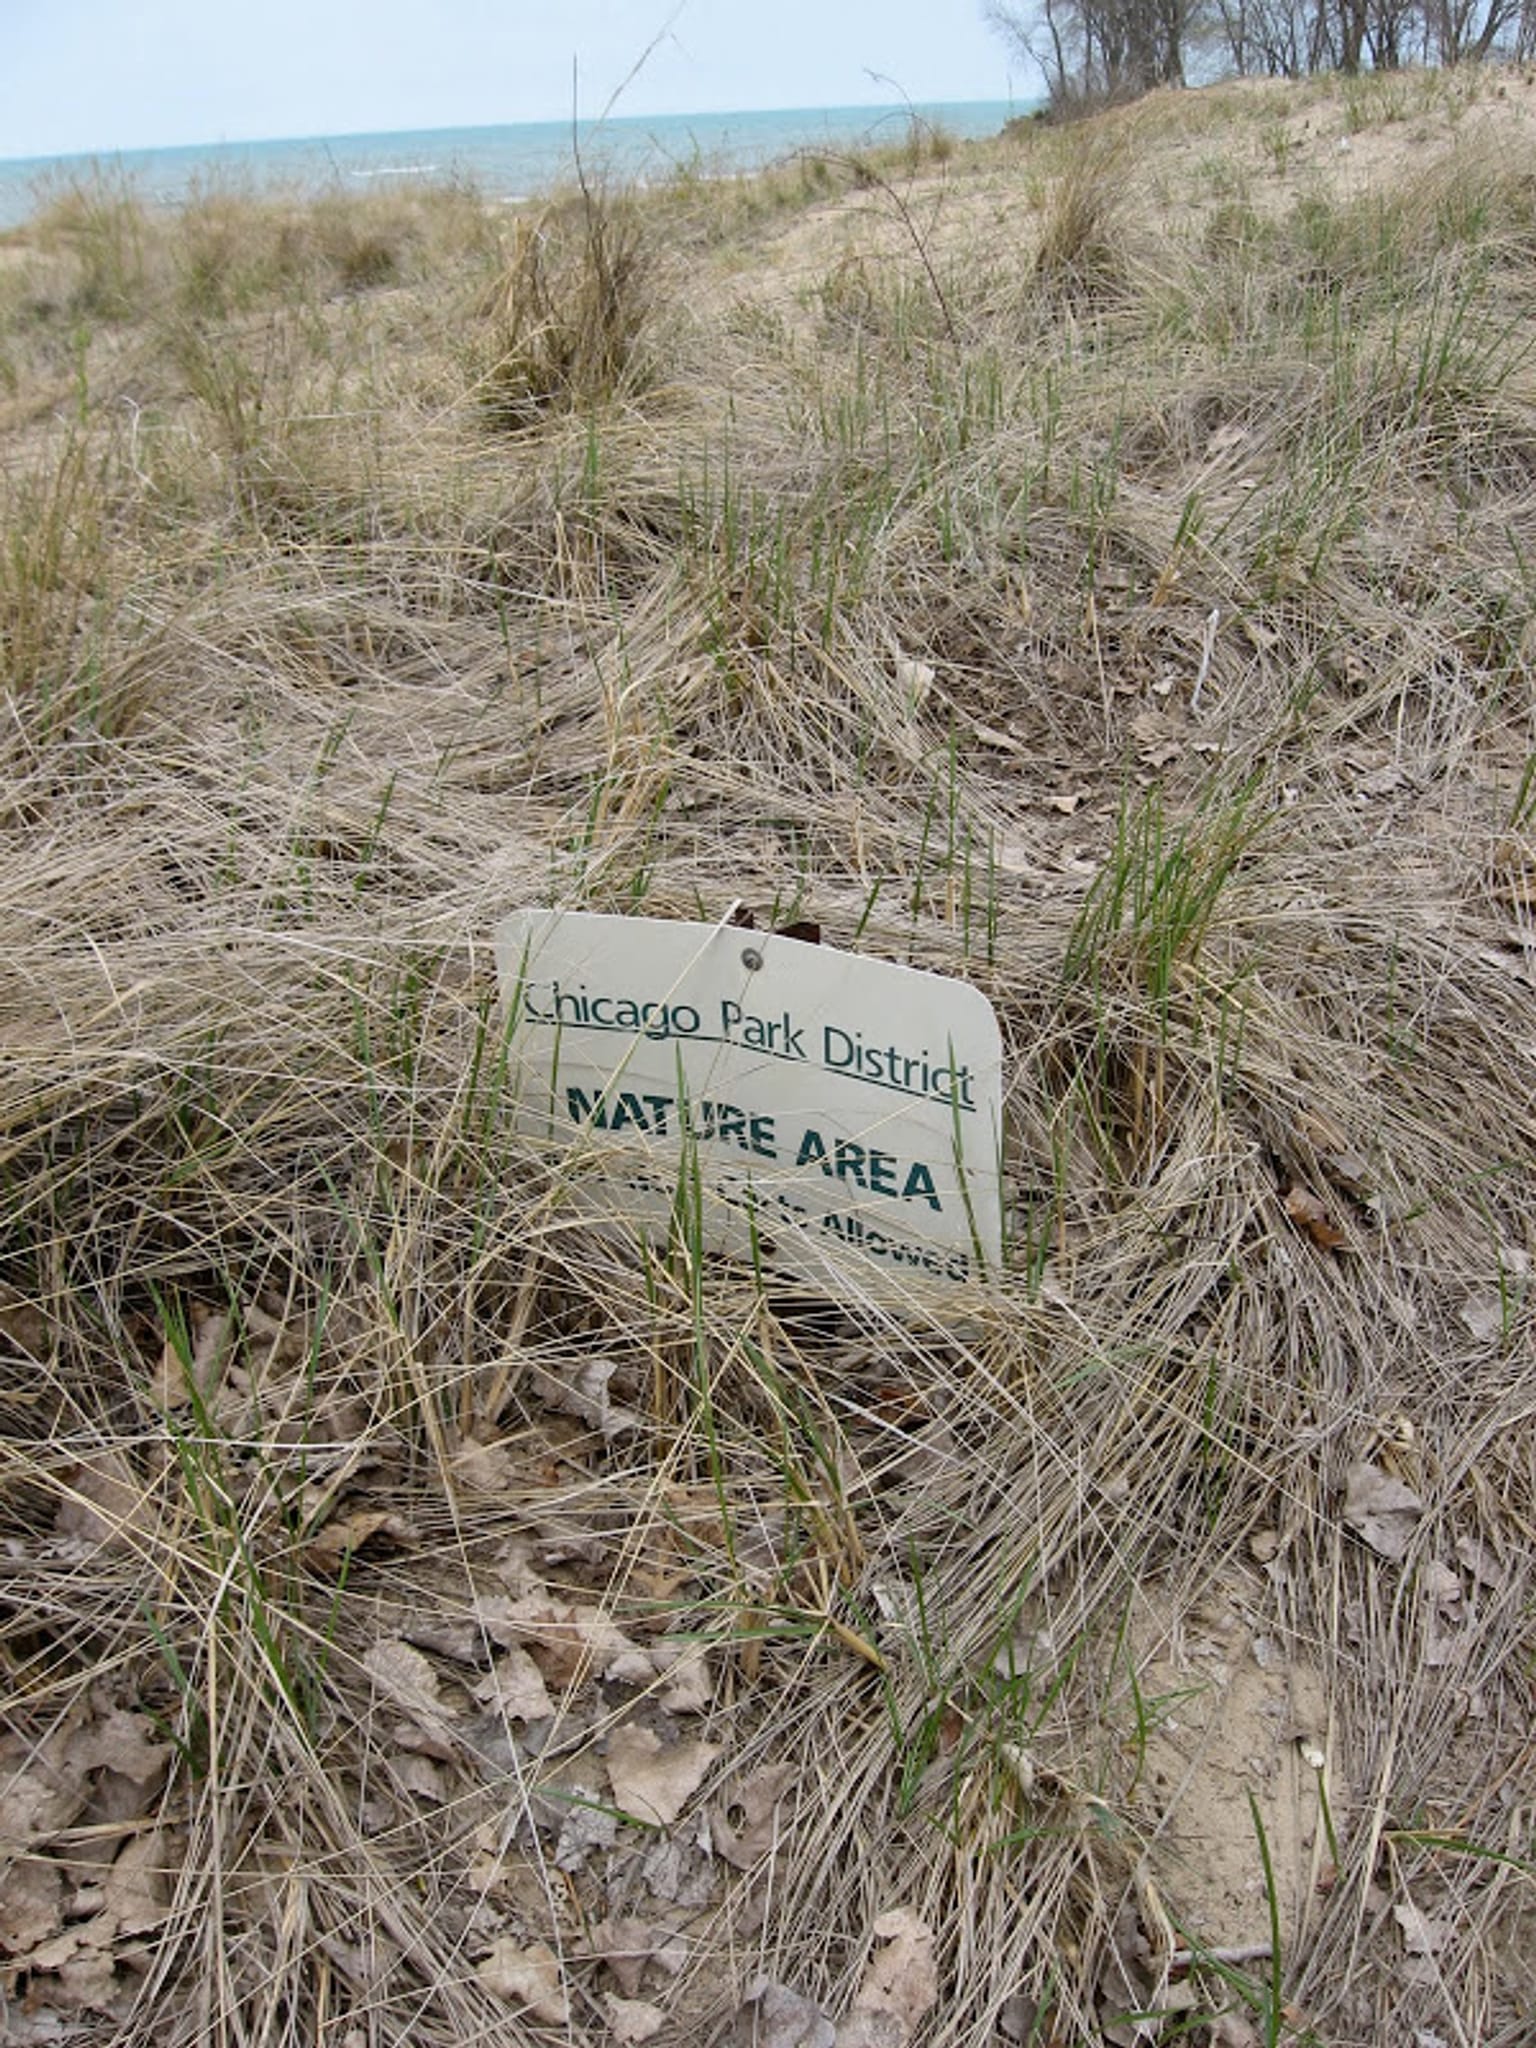 Chicago Park District
NATURE AREA
Allowed